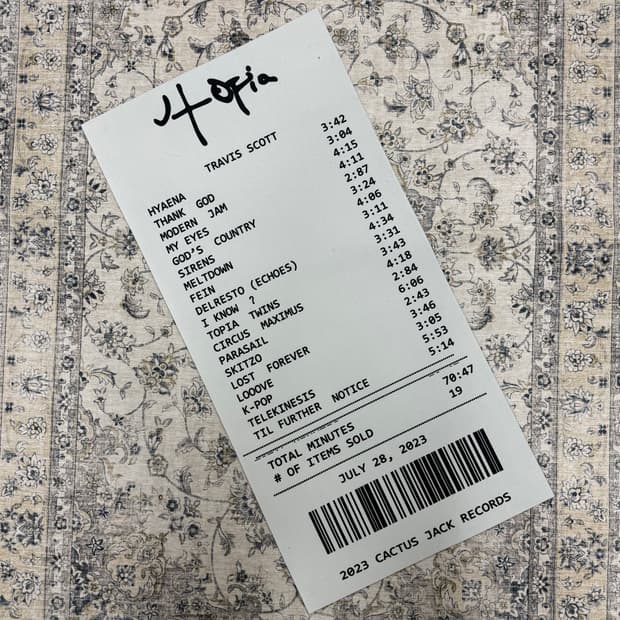 Utopia
TRAVIS SCOTT
HYAENA 3:42
THANK GOD 3:04
MODERN JAM 4:15
MY EYES 4:11
GOD'S COUNTRY 2:87
SIRENS 3:24
MELTDOWN 4:06
FEIN 3:11
DELRESTO (ECHOES) 4:34
I KNOW ? 3:31
TOPIA TWINS 3:43
CIRCUS MAXIMUS 4:18
PARASAIL 2:04
SKITZO 6:06
LOST FOREVER 2:43
LOOOVE 3:46
K-POP 3:05
TELEKINESIS 5:53
TIL FURTHER NOTICE 5:14
TOTAL MINUTES 70:47
# OF ITEMS SOLD 19
JULY 28, 2023
2023 CACTUS JACK RECORDS